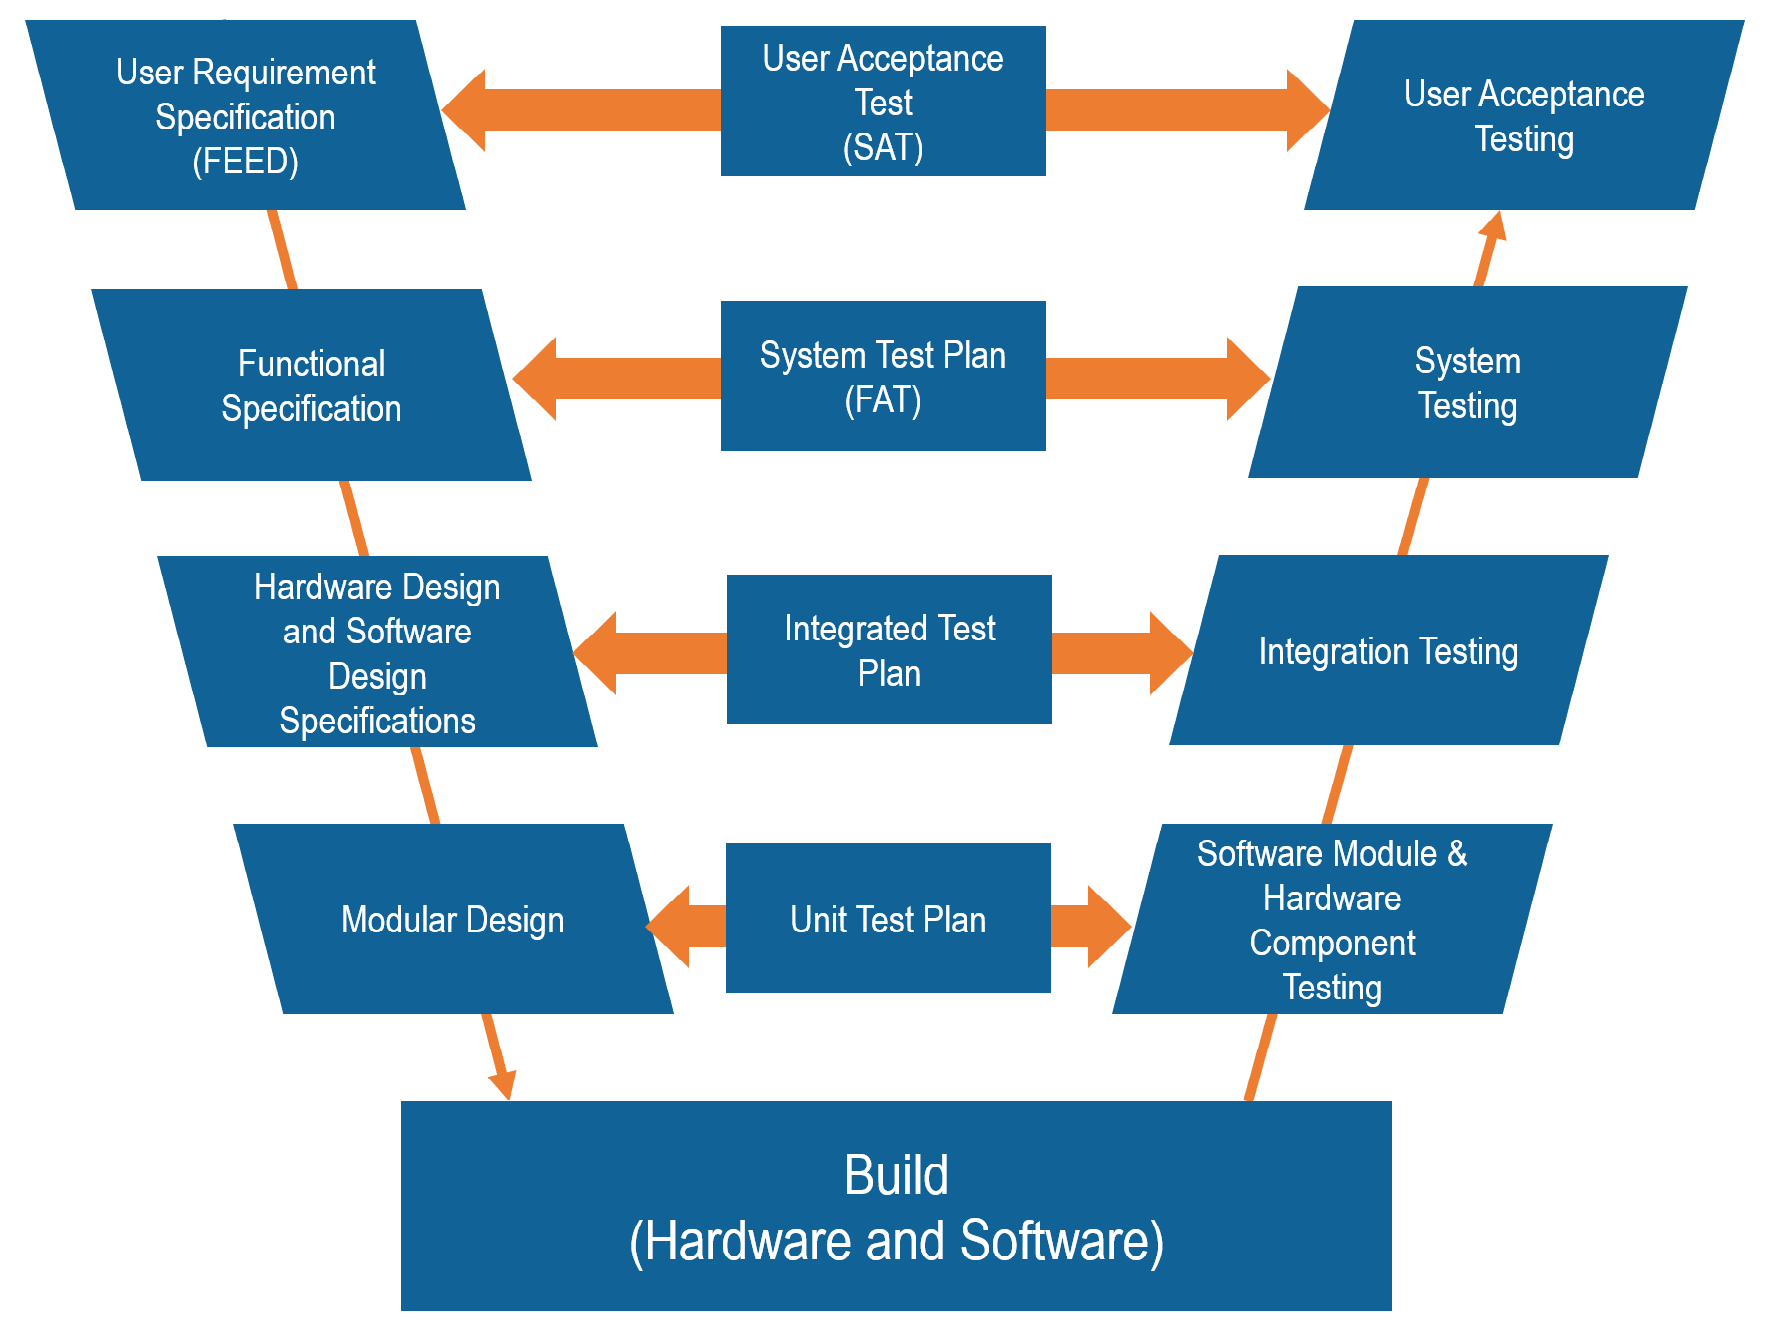 User Requirement
Specification
(FEED)
User Acceptance
Test
(SAT)
User Acceptance
Testing
Functional
Specification
System Test Plan
(FAT)
System
Testing
Hardware Design
and Software
Design
Specifications
Integrated Test
Plan
Integration Testing
Modular Design
Unit Test Plan
Software Module &
Hardware
Component
Testing
Build
(Hardware and Software)